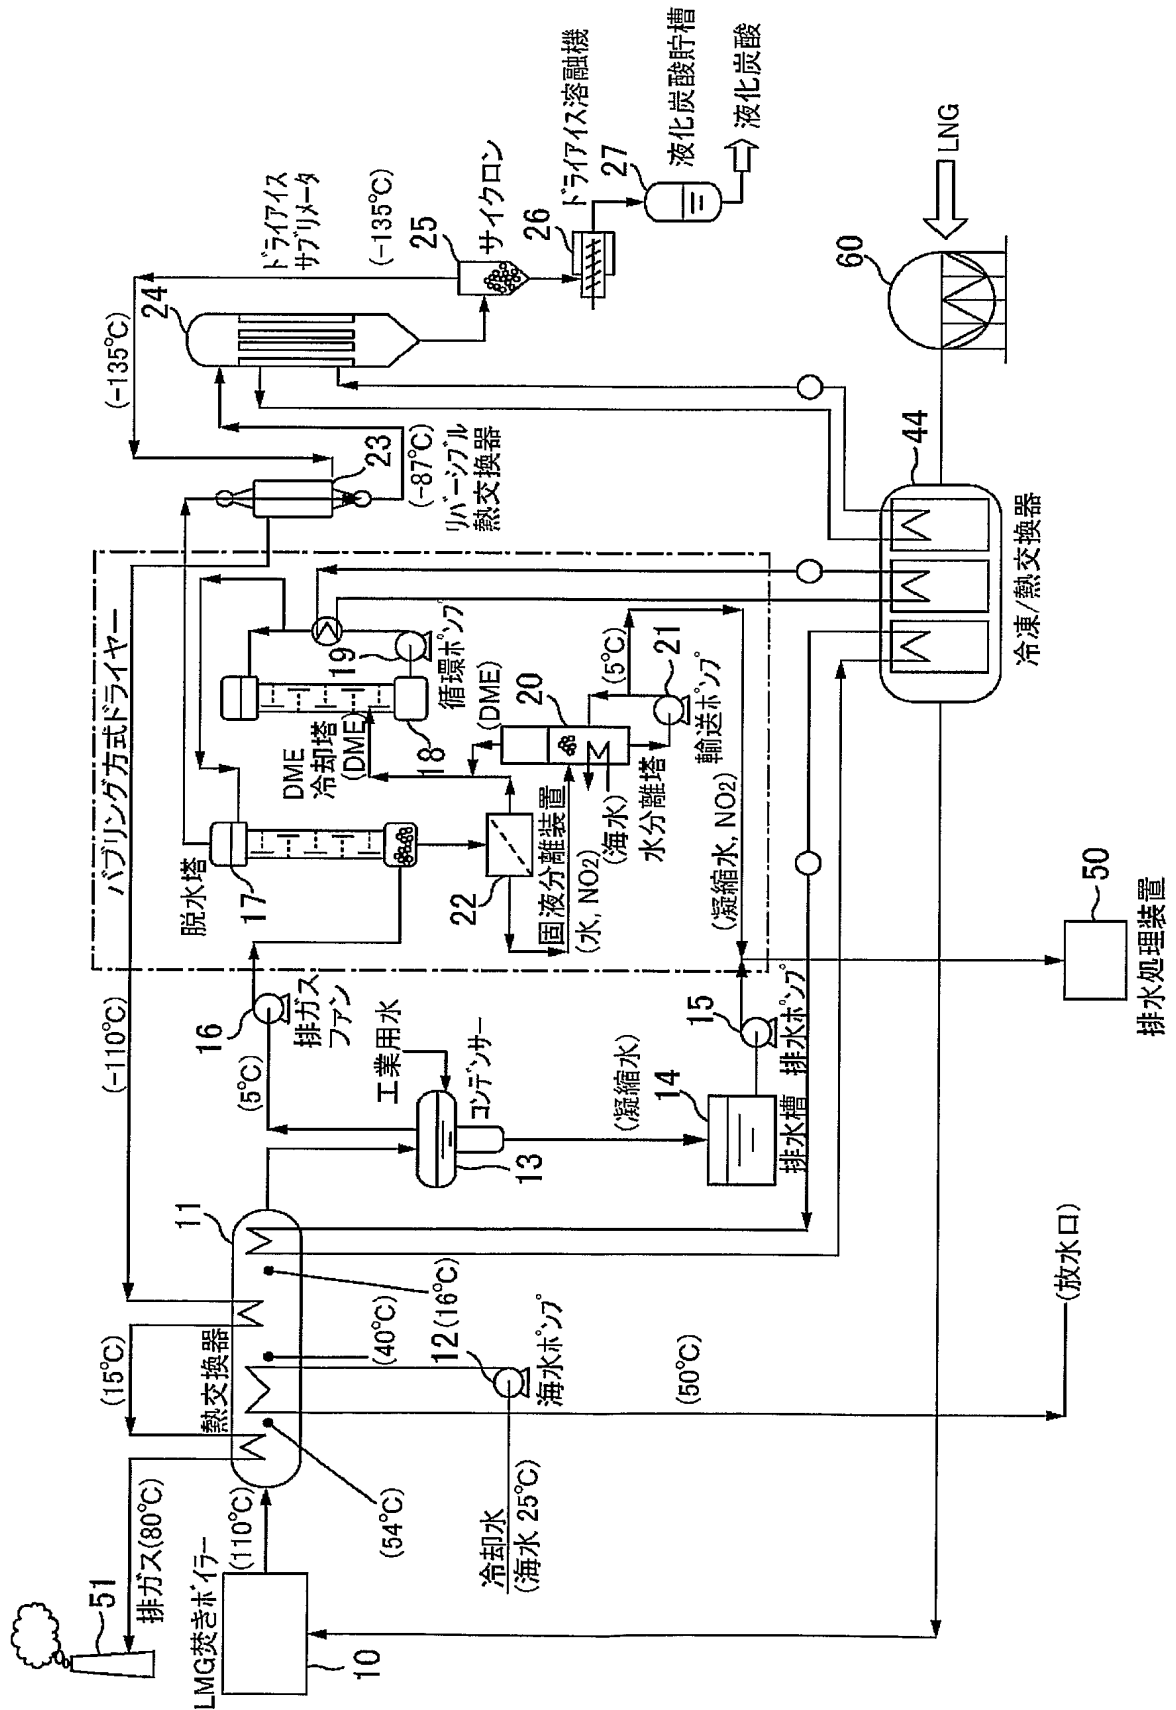 51
排ガス(80℃)
LMG焚きボイラー
10
(110℃)
(54℃)
(15℃)
熱交換器
11
(40℃)
(16℃)
12
海水ポンプ
冷却水
(海水 25℃)
(50℃)
(放水口)
(-110℃)
16
排ガス
ファン
(5℃)
工業用水
コンデンサー
13
(凝縮水)
14
排水槽
15
排水ポンプ
50
排水処理装置
バブリング方式ドライヤー
脱水塔
17
22
固液分離装置
(水, NO2)
DME
冷却塔
(DME)
18
19
循環ポンプ
(DME)
20
(海水)
水分離塔
(5℃)
21
輸送ポンプ
(凝縮水, NO2)
23
(-87℃)
リバーシブル
熱交換器
(-135℃)
24
ドライアイス
サブリメータ
(-135℃)
25
サイクロン
26
ドライアイス溶融機
27
液化炭酸貯槽
液化炭酸
44
冷凍/熱交換器
60
LNG